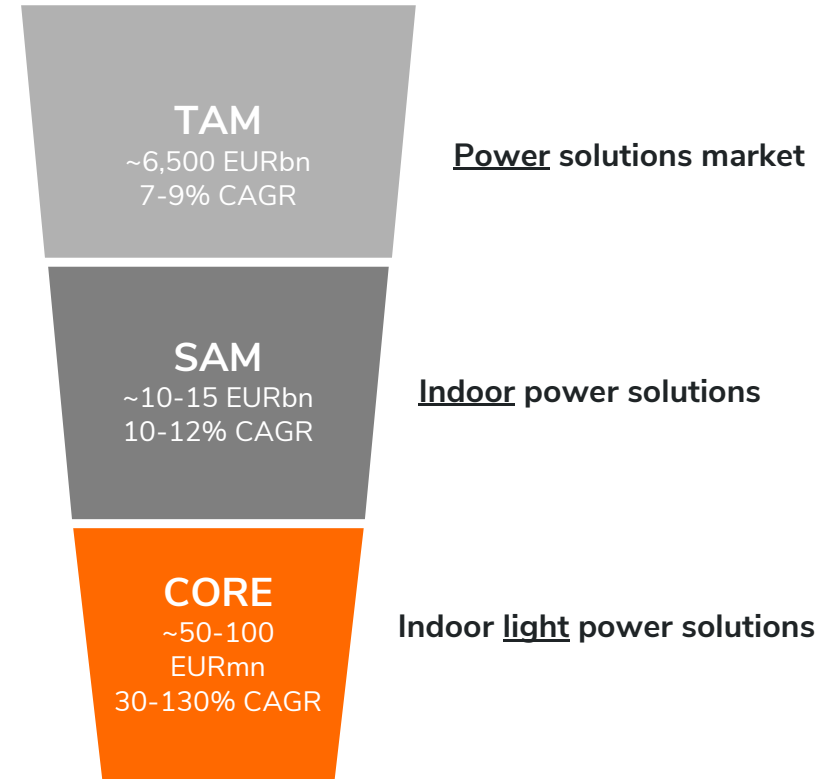 TAM
~6,500 EURbn
7-9% CAGR
Power solutions market
SAM
~10-15 EURbn
10-12% CAGR
Indoor power solutions
CORE
~50-100
EURmn
30-130% CAGR
Indoor light power solutions